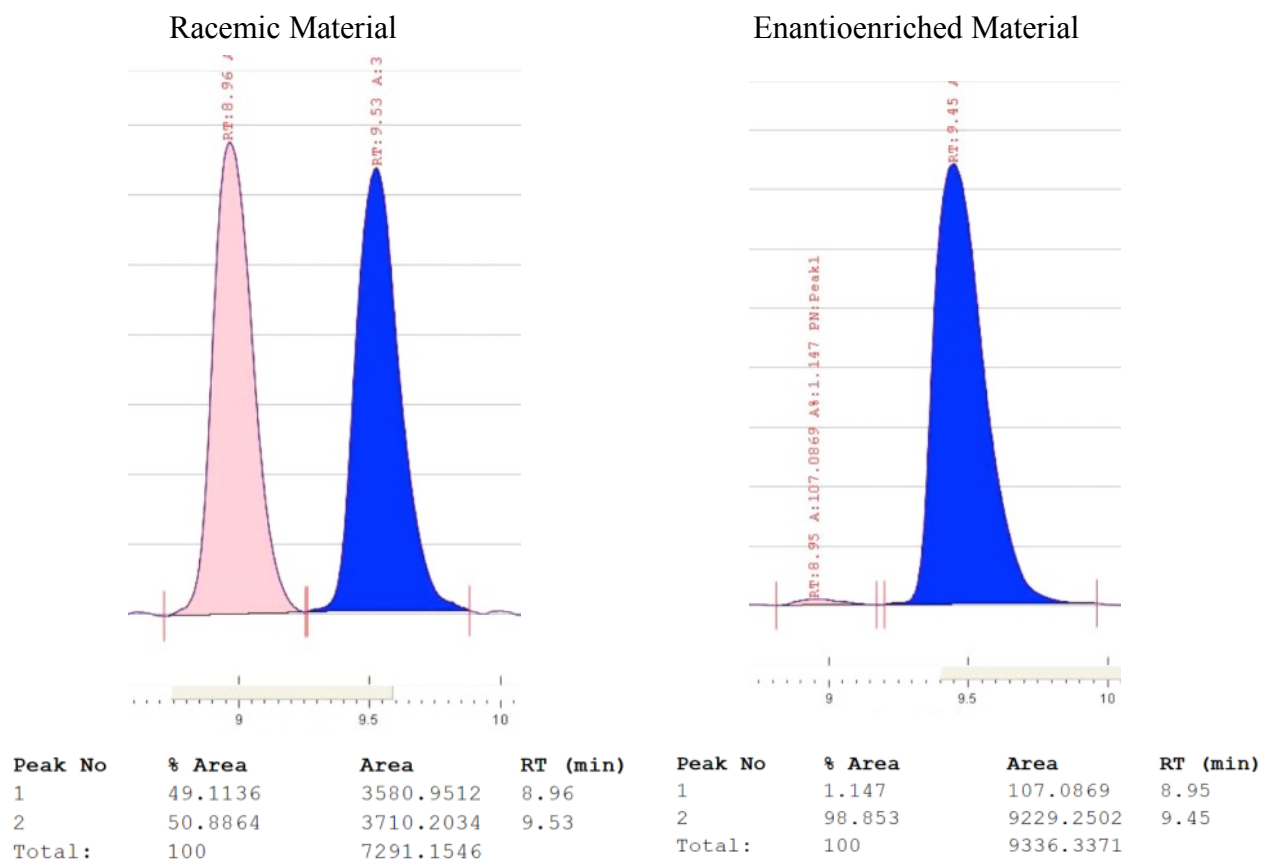 Racemic Material
Enantioenriched Material
RT:8.96 A
RT:9.53 A:3
RT:8.95 A:107.0869 A%:1.147 PN:Peak1
RT:9.45 A
9
9.5
10
9
9.5
10
Peak No % Area Area RT (min)
1 49.1136 3580.9512 8.96
2 50.8864 3710.2034 9.53
Total: 100 7291.1546
Peak No % Area Area RT (min)
1 1.147 107.0869 8.95
2 98.853 9229.2502 9.45
Total: 100 9336.3371